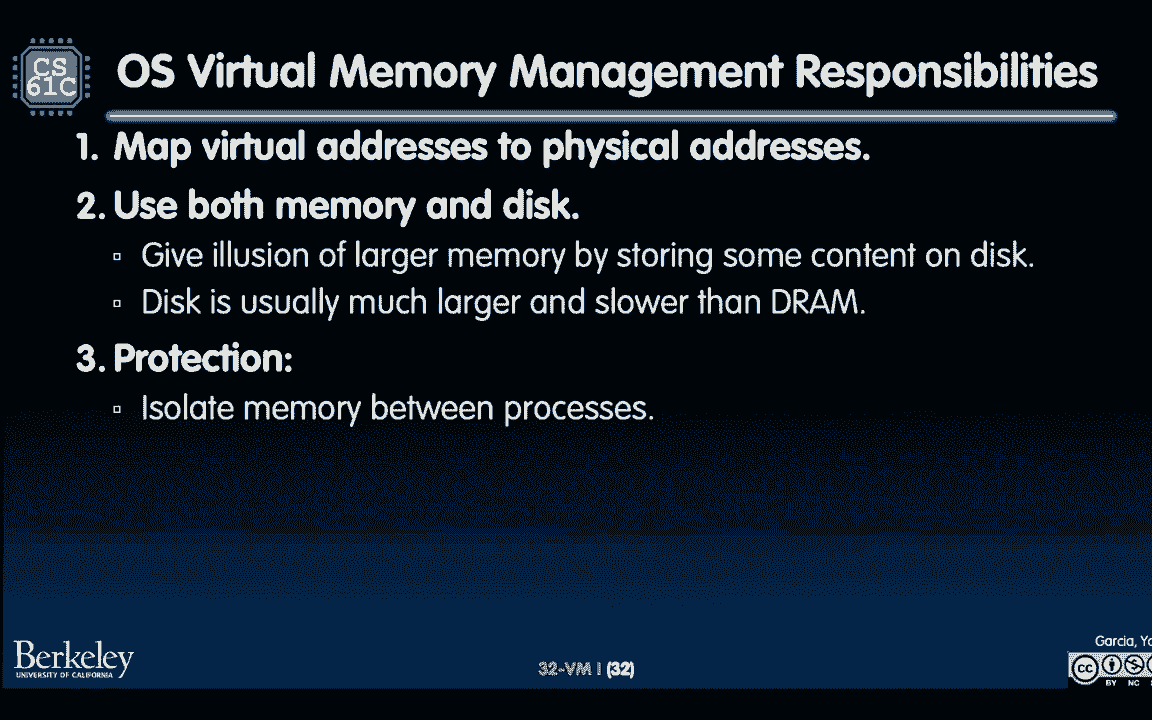 CS
61C
OS Virtual Memory Management Responsibilities
1. Map virtual addresses to physical addresses.
2. Use both memory and disk.
▫ Give illusion of larger memory by storing some content on disk.
▫ Disk is usually much larger and slower than DRAM.
3. Protection:
▫ Isolate memory between processes.
Berkeley
UNIVERSITY OF CALIFORNIA
32-VM I (32)
Garcia,
cc
BY NC